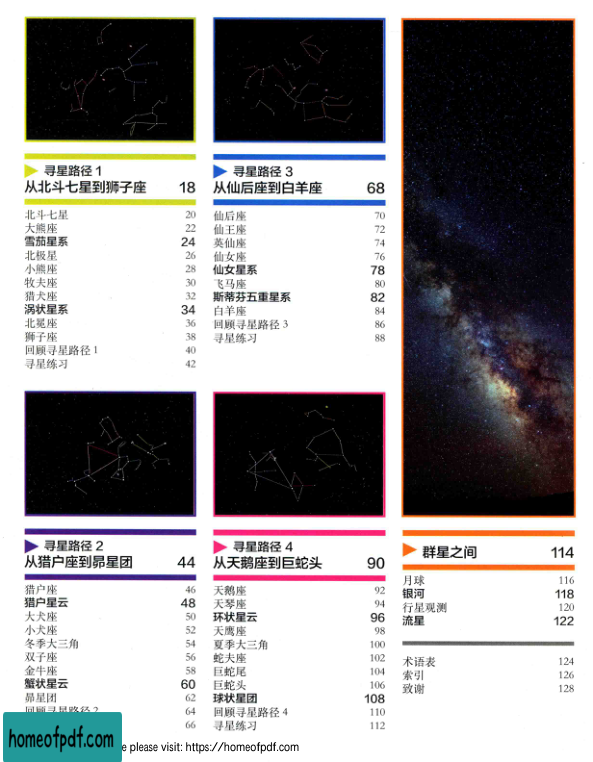 寻星路径 1
从北斗七星到狮子座 18
北斗七星 20
大熊座 22
雪茄星系 24
北极星 26
小熊座 28
牧夫座 30
猎犬座 32
涡状星系 34
北冕座 36
狮子座 38
回顾寻星路径 1 40
寻星练习 42
寻星路径 3
从仙后座到白羊座 68
仙后座 70
仙王座 72
英仙座 74
仙女座 76
仙女星系 78
飞马座 80
斯蒂芬五重星系 82
白羊座 84
回顾寻星路径 3 86
寻星练习 88
寻星路径 2
从猎户座到昴星团 44
猎户座 46
猎户星云 48
大犬座 50
小犬座 52
冬季大三角 54
双子座 56
金牛座 58
蟹状星云 60
昴星团 62
回顾寻星路径 2 64
66
寻星路径 4
从天鹅座到巨蛇头 90
天鹅座 92
天琴座 94
环状星云 96
天鹰座 98
夏季大三角 100
蛇夫座 102
巨蛇尾 104
巨蛇头 106
球状星团 108
回顾寻星路径 4 110
寻星练习 112
群星之间 114
月球 116
银河 118
行星观测 120
流星 122
术语表 124
索引 126
致谢 128
homeofpdf.com
e please visit: https://homeofpdf.com